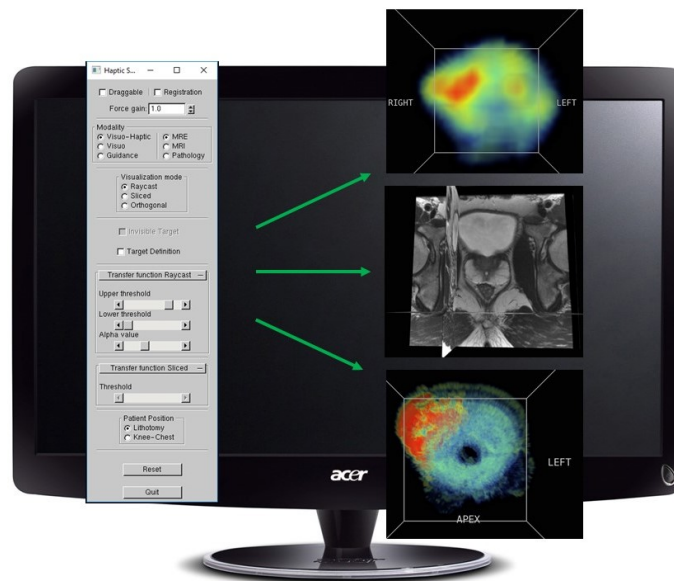 Haptic S...
Draggable Registration
Force gain: 1.0
Modality
Visuo-Haptic MRE
Visuo MRI
Guidance Pathology
Visualization mode
Raycast
Sliced
Orthogonal
Invisible Target
Target Definition
Transfer function Raycast
Upper threshold
Lower threshold
Alpha value
Transfer function Sliced
Threshold
Patient Position
Lithotomy
Knee-Chest
Reset
Quit
RIGHT LEFT
LEFT
APEX
acer